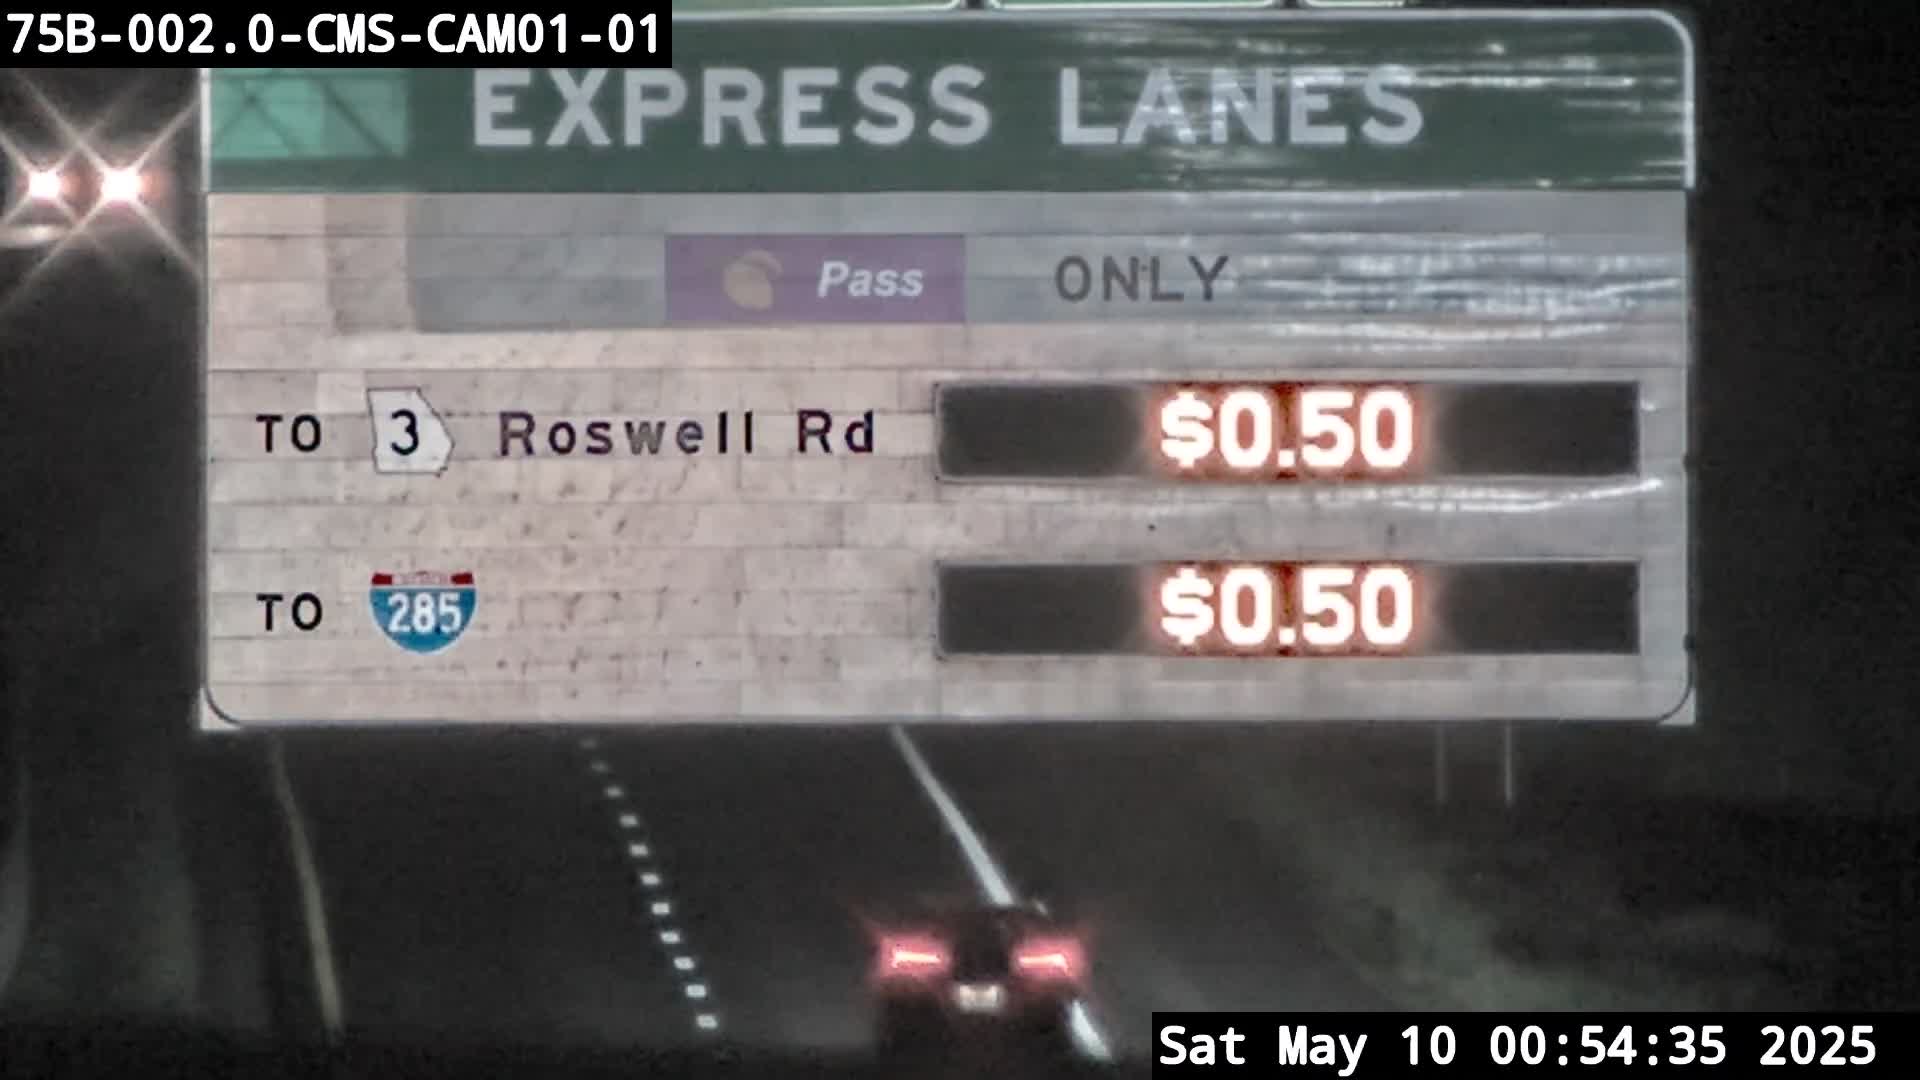 75B-002.0-CMS-CAM01-01
EXPRESS LANES
Pass ONLY
TO 3 Roswell Rd $0.50
TO 285 $0.50
Sat May 10 00:54:35 2025